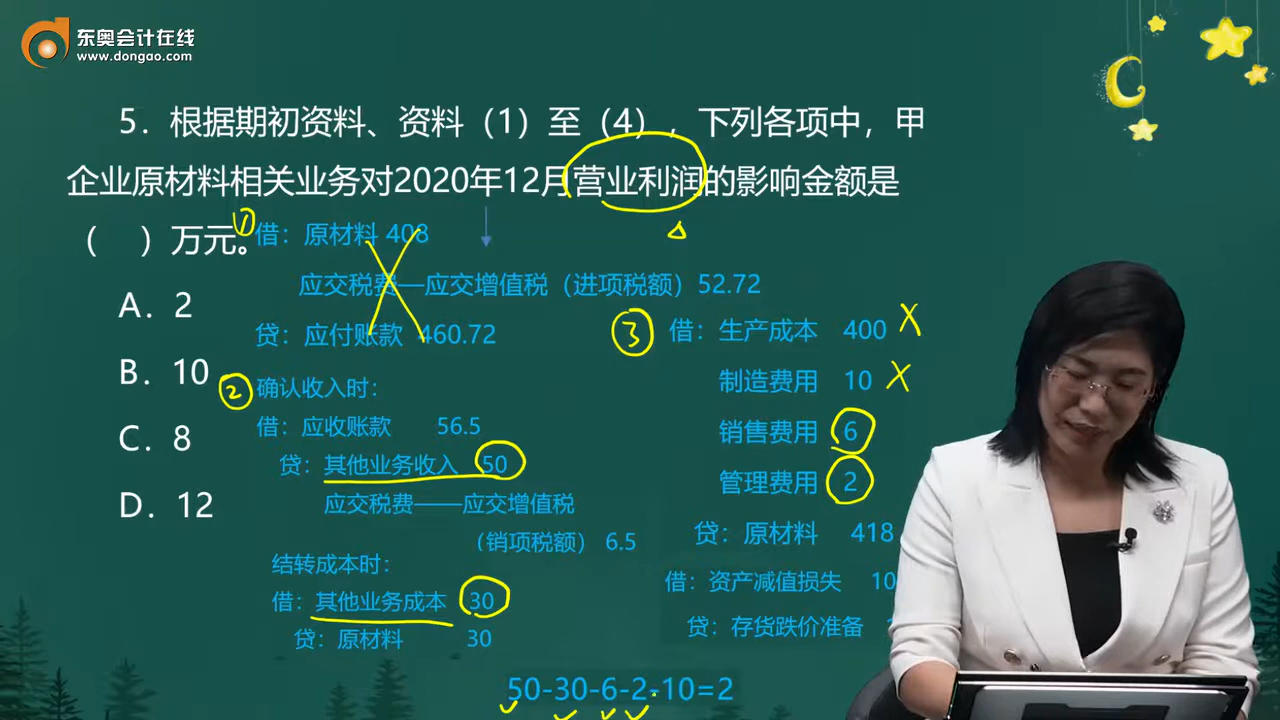 东奥会计在线
www.dongao.com
5．根据期初资料、资料（1）至（4），下列各项中，甲
企业原材料相关业务对2020年12月营业利润的影响金额是
（ ）万元。
A．2
B．10
C．8
D．12
① 借：原材料 408
应交税费—应交增值税（进项税额）52.72
贷：应付账款 460.72
② 确认收入时：
借：应收账款 56.5
贷：其他业务收入 50
应交税费——应交增值税
（销项税额） 6.5
结转成本时：
借：其他业务成本 30
贷：原材料 30
③ 借：生产成本 400
制造费用 10
销售费用 6
管理费用 2
贷：原材料 418
借：资产减值损失 10
贷：存货跌价准备
50-30-6-2-10=2